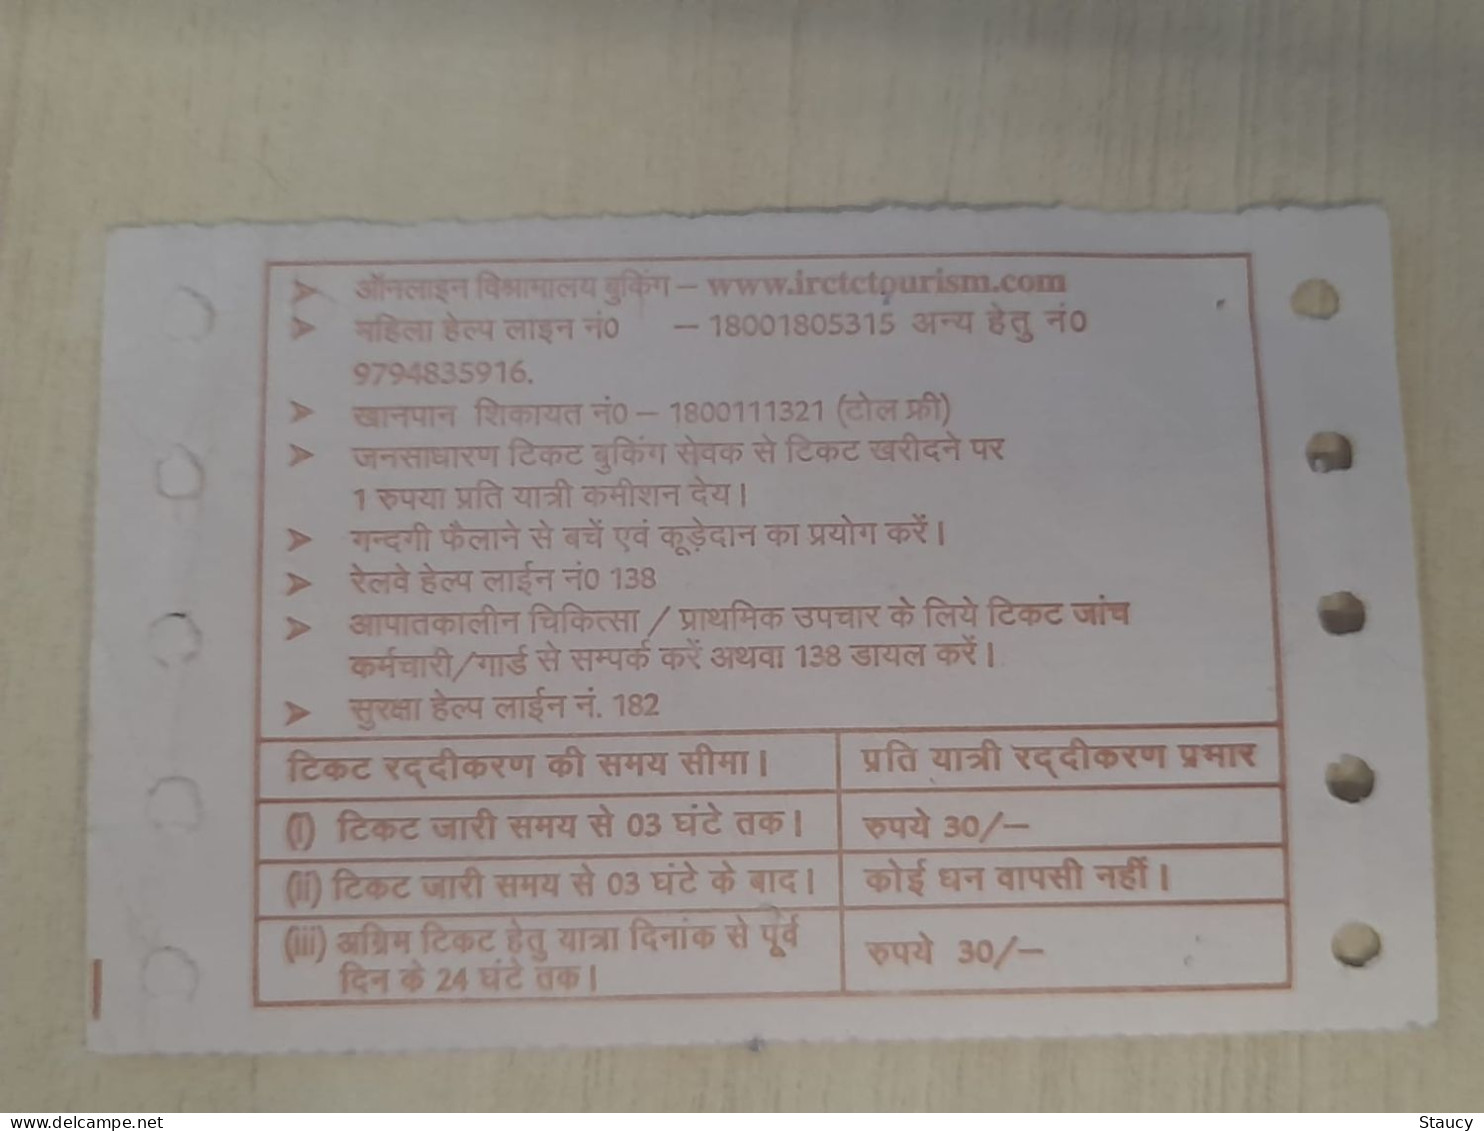 ➢ ऑनलाइन विश्रामालय बुकिंग – www.irctctourism.com
➢ महिला हेल्प लाइन नं0 – 18001805315 अन्य हेतु नं0
9794835916.
➢ खानपान शिकायत नं0 – 1800111321 (टोल फ्री)
➢ जनसाधारण टिकट बुकिंग सेवक से टिकट खरीदने पर
1 रुपया प्रति यात्री कमीशन देय।
➢ गन्दगी फैलाने से बचें एवं कूड़ेदान का प्रयोग करें।
➢ रेलवे हेल्प लाईन नं0 138
➢ आपातकालीन चिकित्सा / प्राथमिक उपचार के लिये टिकट जांच
कर्मचारी/गार्ड से सम्पर्क करें अथवा 138 डायल करें।
➢ सुरक्षा हेल्प लाईन नं. 182
टिकट रद्दीकरण की समय सीमा। प्रति यात्री रद्दीकरण प्रभार
(i) टिकट जारी समय से 03 घंटे तक। रुपये 30/–
(ii) टिकट जारी समय से 03 घंटे के बाद। कोई धन वापसी नहीं।
(iii) अग्रिम टिकट हेतु यात्रा दिनांक से पूर्व
दिन के 24 घंटे तक। रुपये 30/–
delcampe.net
Staucy